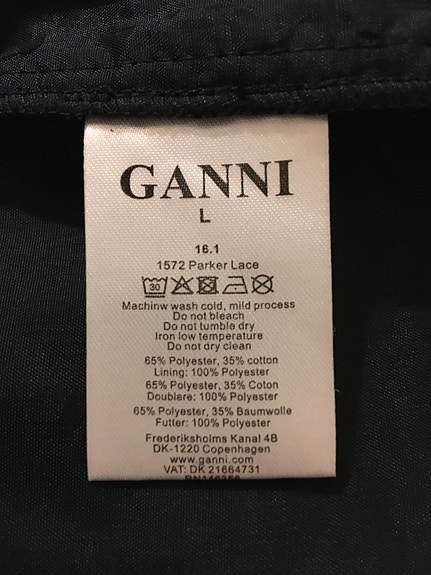 GANNI
L
16.1
1572 Parker Lace
30
Machinw wash cold, mild process
Do not bleach
Do not tumble dry
Iron low temperature
Do not dry clean
65% Polyester, 35% cotton
Lining: 100% Polyester
65% Polyester, 35% Coton
Doublare: 100% Polyester
65% Polyester, 35% Baumwolle
Futter: 100% Polyester
Frederiksholms Kanal 4B
DK-1220 Copenhagen
www.ganni.com
VAT: DK 21664731